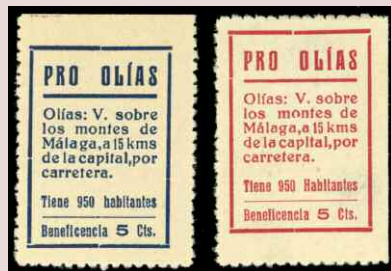 PRO OLÍAS
Olías: V. sobre
los montes de
Málaga, a 15 kms
de la capital, por
carretera.
Tiene 950 habitantes
Beneficencia 5 Cts.
PRO OLÍAS
Olías: V. sobre
los montes de
Málaga, a 15 kms
de la capital, por
carretera.
Tiene 950 Habitantes
Beneficencia 5 Cts.